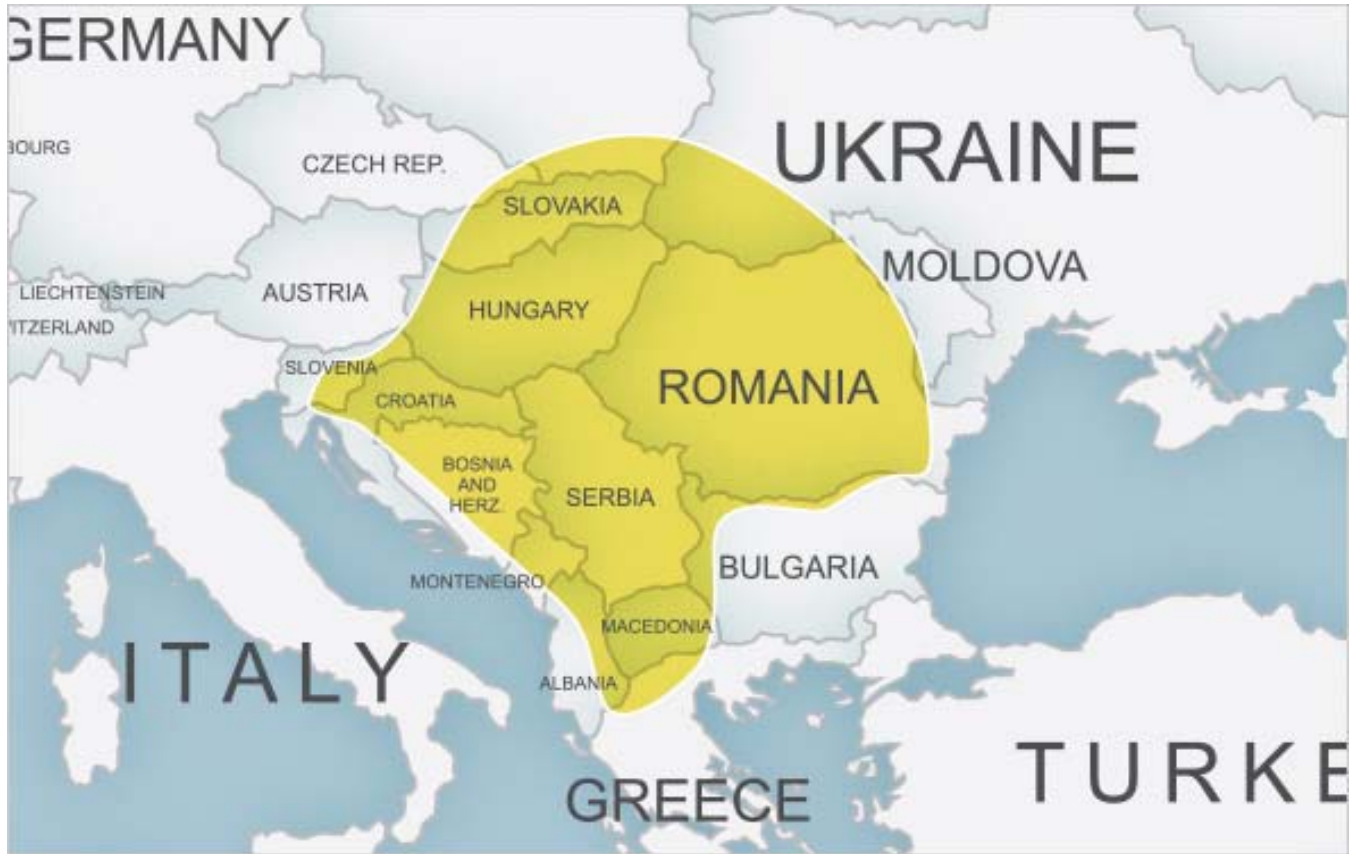 GERMANY
UKRAINE
BOURG
CZECH REP.
SLOVAKIA
MOLDOVA
LIECHTENSTEIN
AUSTRIA
HUNGARY
ITZERLAND
SLOVENIA
ROMANIA
CROATIA
BOSNIA
AND
HERZ.
SERBIA
BULGARIA
MONTENEGRO
MACEDONIA
ITALY
ALBANIA
TURKE
GREECE